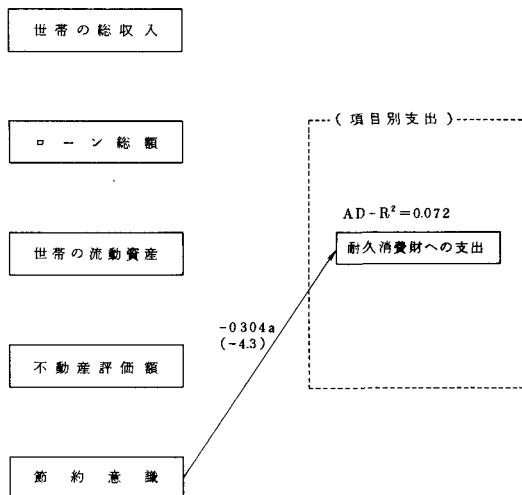 世帯の総収入
ローン総額
(項目別支出)
AD-R²=0.072
世帯の流動資産
耐久消費財への支出
-0304a
(-4.3)
不動産評価額
節約意識